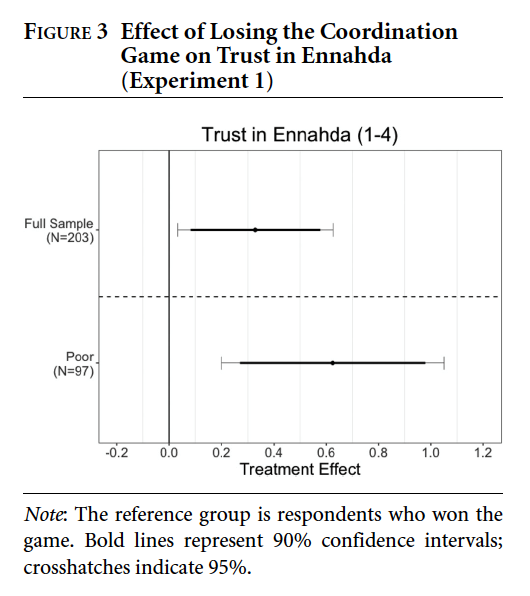 FIGURE 3 Effect of Losing the Coordination
Game on Trust in Ennahda
(Experiment 1)
Trust in Ennahda (1-4)
Full Sample
(N=203)
Poor
(N=97)
-0.2 0.0 0.2 0.4 0.6 0.8 1.0 1.2
Treatment Effect
Note: The reference group is respondents who won the
game. Bold lines represent 90% confidence intervals;
crosshatches indicate 95%.